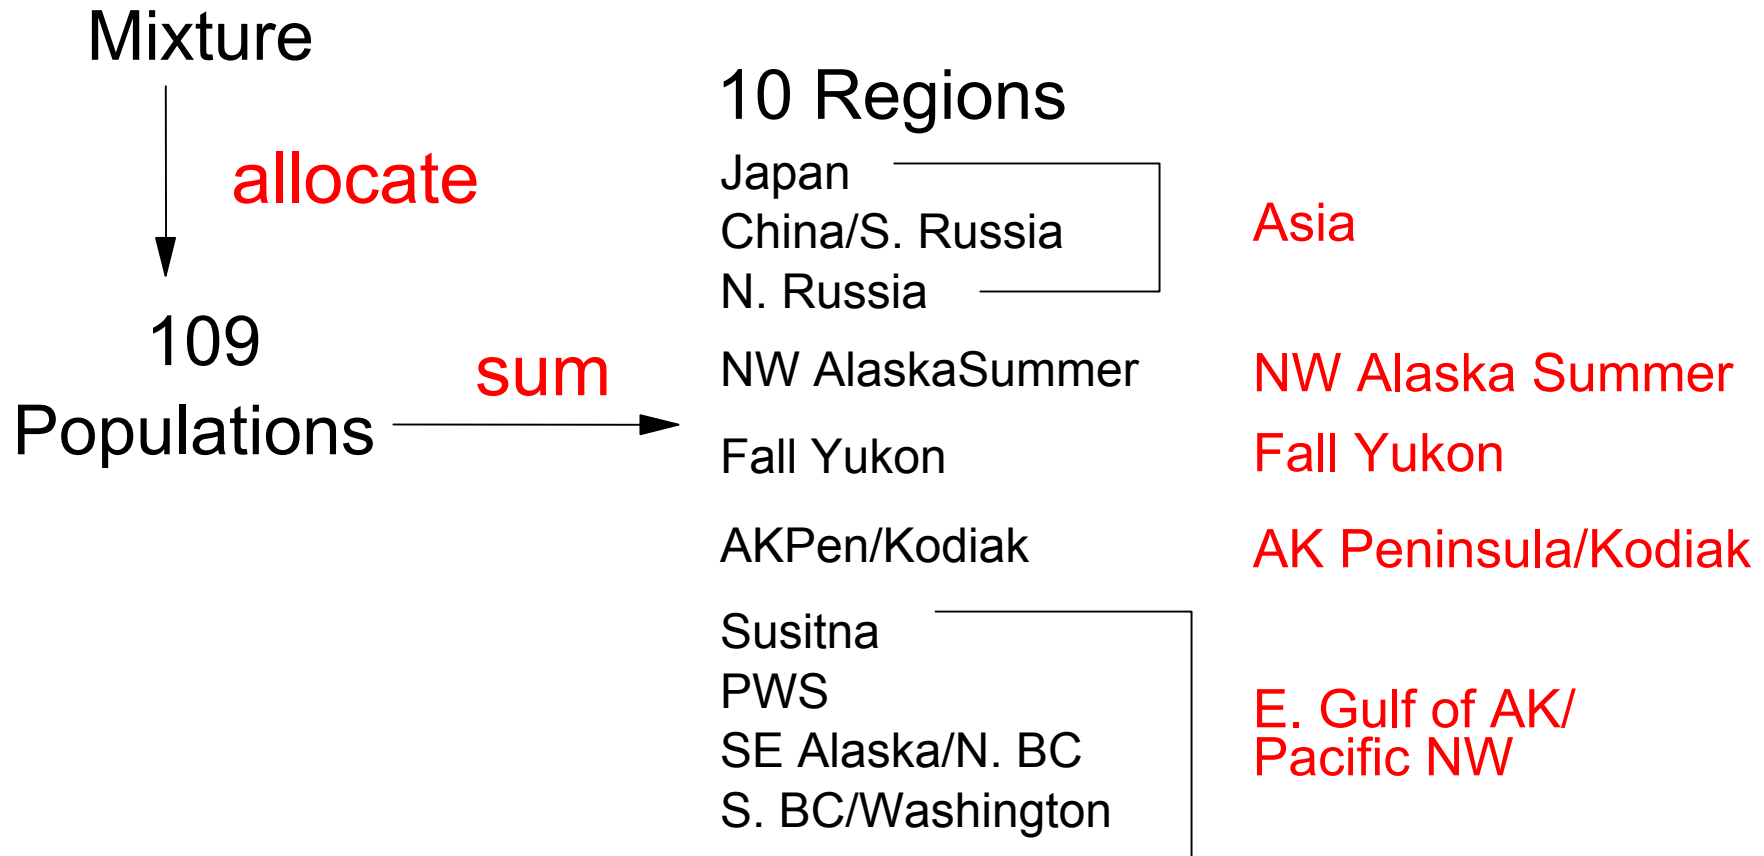 Mixture
allocate
109
Populations
sum
10 Regions
Japan
China/S. Russia
N. Russia
Asia
NW AlaskaSummer
NW Alaska Summer
Fall Yukon
Fall Yukon
AKPen/Kodiak
AK Peninsula/Kodiak
Susitna
PWS
SE Alaska/N. BC
S. BC/Washington
E. Gulf of AK/
Pacific NW